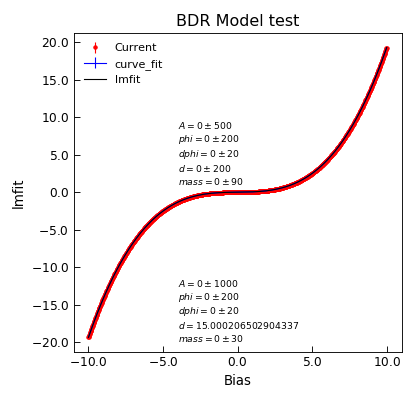 BDR Model test
20.0
15.0
10.0
5.0
0.0
−5.0
−10.0
−15.0
−20.0
lmfit
Current
curve_fit
lmfit
A = 0 ± 500
phi = 0 ± 200
dphi = 0 ± 20
d = 0 ± 200
mass = 0 ± 90
A = 0 ± 1000
phi = 0 ± 200
dphi = 0 ± 20
d = 15.000206502904337
mass = 0 ± 30
−10.0 −5.0 0.0 5.0 10.0
Bias